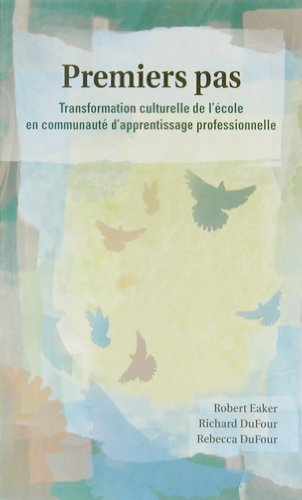 Premiers pas
Transformation culturelle de l'école
en communauté d'apprentissage professionnelle
Robert Eaker
Richard DuFour
Rebecca DuFour